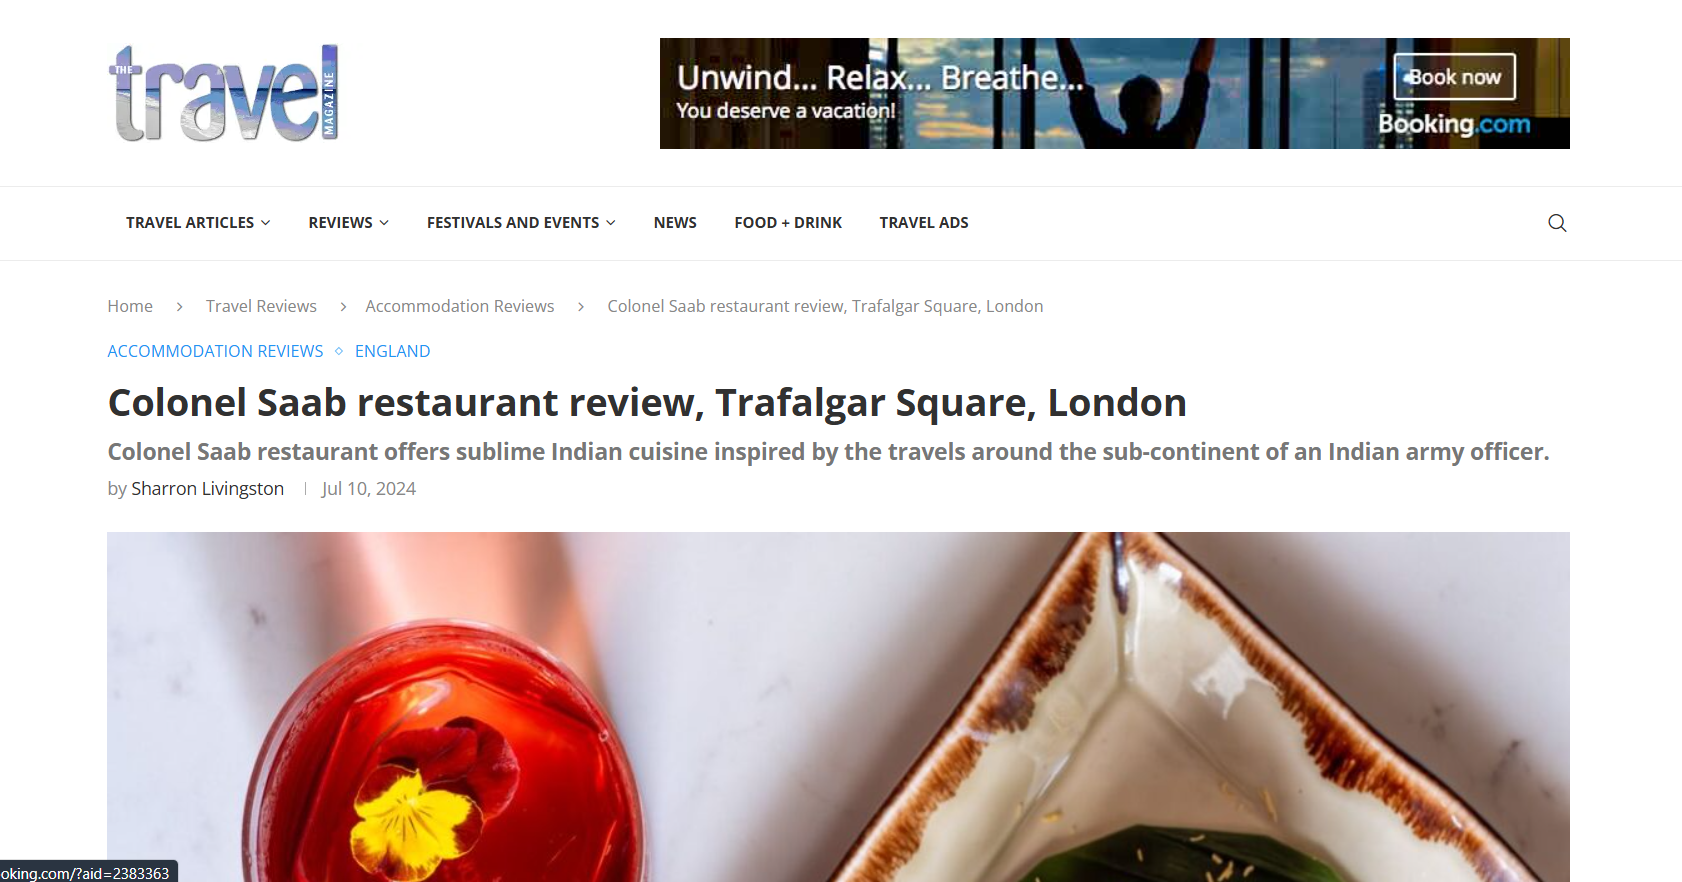 THE travel MAGAZINE
Unwind... Relax... Breathe...
You deserve a vacation!
Book now
Booking.com
TRAVEL ARTICLES REVIEWS FESTIVALS AND EVENTS NEWS FOOD + DRINK TRAVEL ADS
Home > Travel Reviews > Accommodation Reviews > Colonel Saab restaurant review, Trafalgar Square, London
ACCOMMODATION REVIEWS ◇ ENGLAND
Colonel Saab restaurant review, Trafalgar Square, London
Colonel Saab restaurant offers sublime Indian cuisine inspired by the travels around the sub-continent of an Indian army officer.
by Sharron Livingston | Jul 10, 2024
oking.com/?aid=2383363